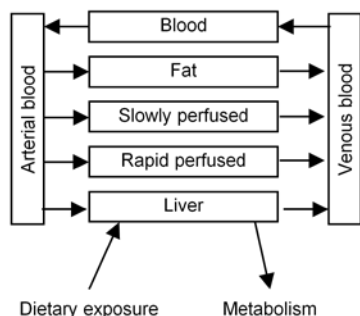 Blood
Fat
Slowly perfused
Rapid perfused
Liver
Arterial blood
Venous blood
Dietary exposure
Metabolism